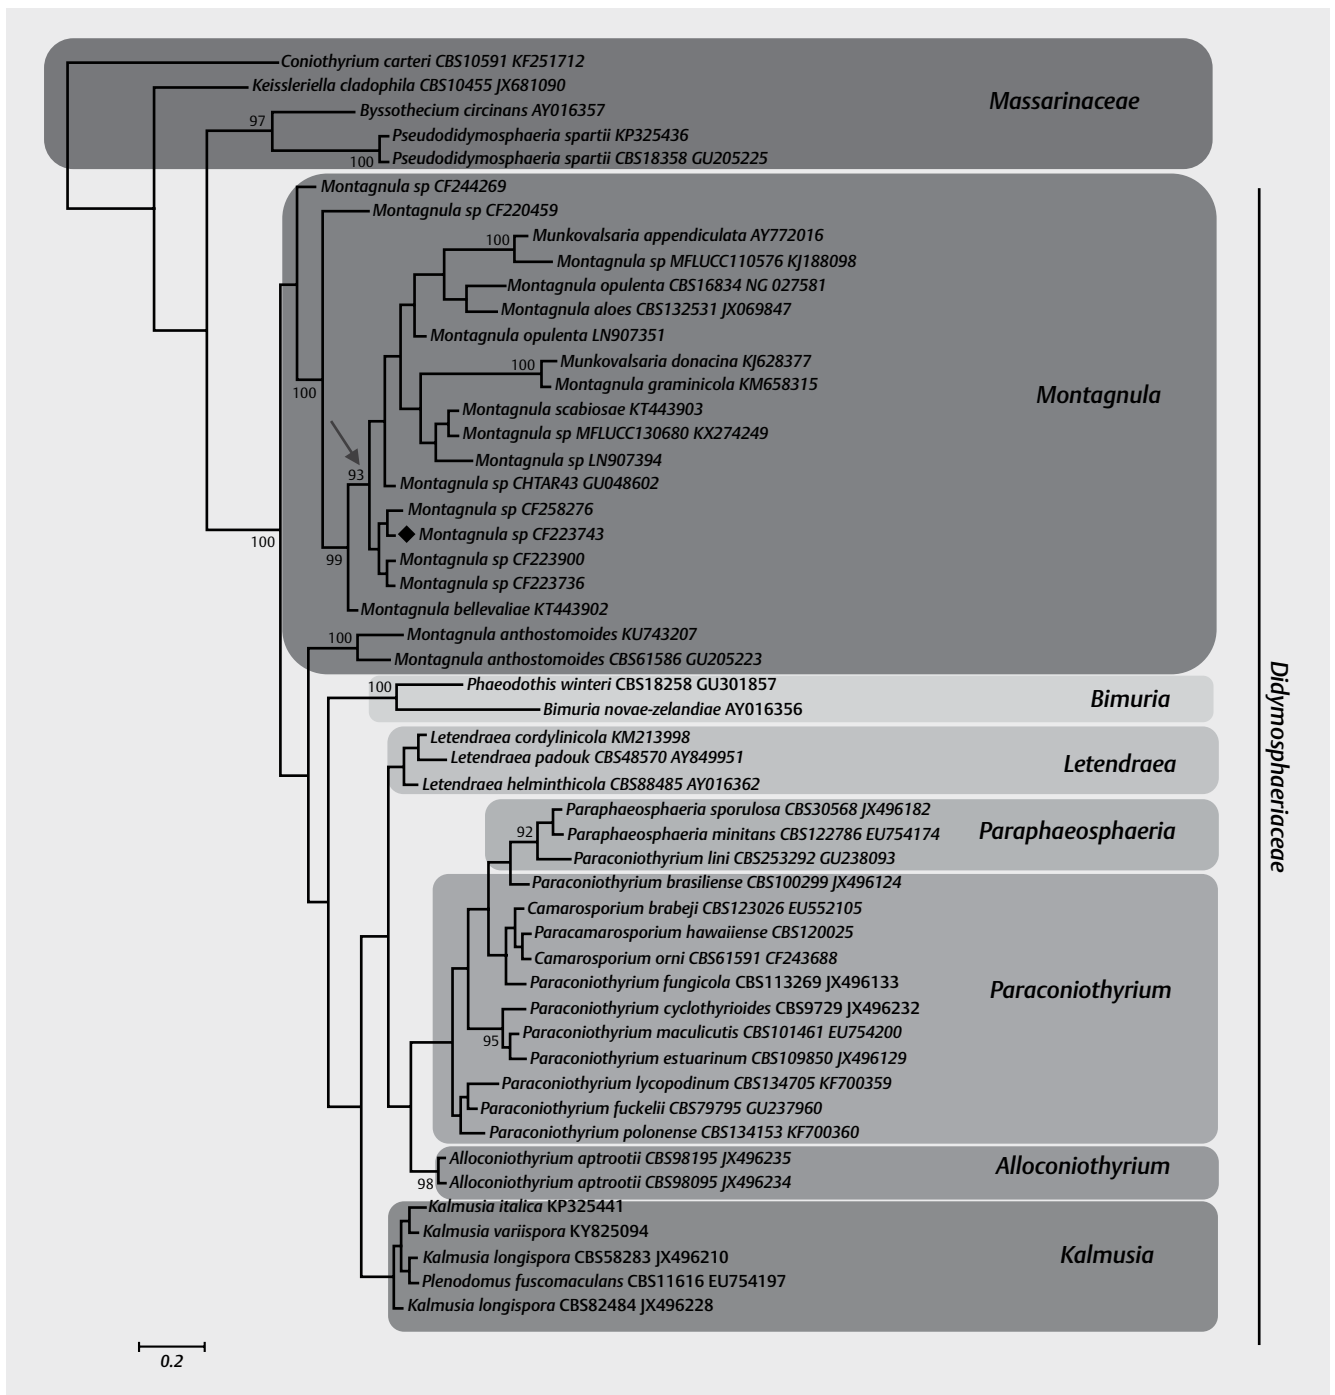 Coniothyrium carteri CBS10591 KF251712
Keissleriella cladophila CBS10455 JX681090
Massarinaceae
Byssothecium circinans AY016357
97
Pseudodidymosphaeria spartii KP325436
Pseudodidymosphaeria spartii CBS18358 GU205225
100
Montagnula sp CF244269
Montagnula sp CF220459
Munkovalsaria appendiculata AY772016
100
Montagnula sp MFLUCC110576 KJ188098
Montagnula opulenta CBS16834 NG 027581
Montagnula aloes CBS132531 JX069847
Montagnula opulenta LN907351
Munkovalsaria donacina KJ628377
100
Montagnula graminicola KM658315
100
Montagnula
Montagnula scabiosae KT443903
Montagnula sp MFLUCC130680 KX274249
Montagnula sp LN907394
93
Montagnula sp CHTAR43 GU048602
Montagnula sp CF258276
Montagnula sp CF223743
100
Montagnula sp CF223900
99
Montagnula sp CF223736
Montagnula bellevaliae KT443902
Montagnula anthostomoides KU743207
100
Montagnula anthostomoides CBS61586 GU205223
Phaeodothis winteri CBS18258 GU301857
100
Bimuria
Bimuria novae-zelandiae AY016356
Letendraea cordylinicola KM213998
Letendraea padouk CBS48570 AY849951
Letendraea
Letendraea helminthicola CBS88485 AY016362
Didymosphaeriaceae
Paraphaeosphaeria sporulosa CBS30568 JX496182
92
Paraphaeosphaeria minitans CBS122786 EU754174
Paraphaeosphaeria
Paraconiothyrium lini CBS253292 GU238093
Paraconiothyrium brasiliense CBS100299 JX496124
Camarosporium brabeji CBS123026 EU552105
Paracamarosporium hawaiiense CBS120025
Camarosporium orni CBS61591 CF243688
Paraconiothyrium fungicola CBS113269 JX496133
Paraconiothyrium
Paraconiothyrium cyclothyrioides CBS9729 JX496232
Paraconiothyrium maculicutis CBS101461 EU754200
95
Paraconiothyrium estuarinum CBS109850 JX496129
Paraconiothyrium lycopodinum CBS134705 KF700359
Paraconiothyrium fuckelii CBS79795 GU237960
Paraconiothyrium polonense CBS134153 KF700360
Alloconiothyrium aptrootii CBS98195 JX496235
Alloconiothyrium
98
Alloconiothyrium aptrootii CBS98095 JX496234
Kalmusia italica KP325441
Kalmusia variispora KY825094
Kalmusia longispora CBS58283 JX496210
Kalmusia
Plenodomus fuscomaculans CBS11616 EU754197
Kalmusia longispora CBS82484 JX496228
0.2